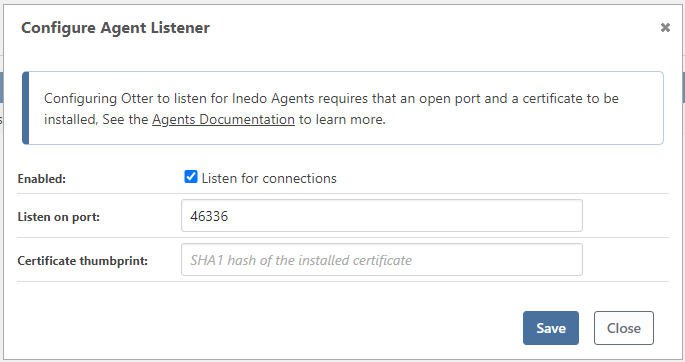 Configure Agent Listener
Configuring Otter to listen for Inedo Agents requires that an open port and a certificate to be
installed, See the Agents Documentation to learn more.
Enabled: Listen for connections
Listen on port: 46336
Certificate thumbprint: SHA1 hash of the installed certificate
Save Close